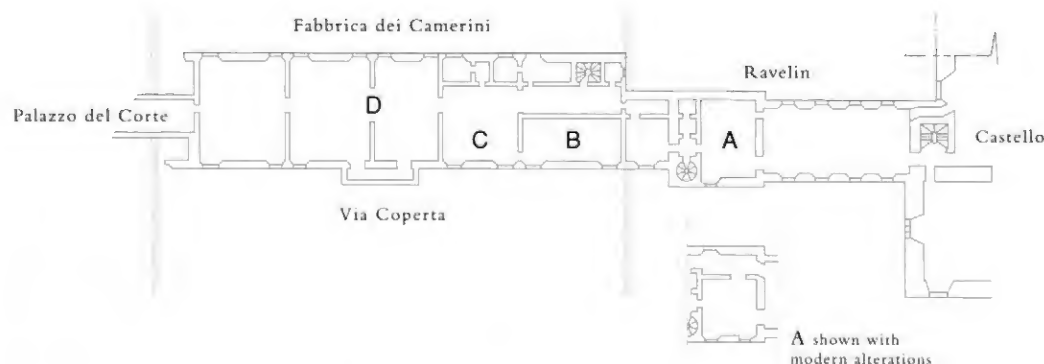 Fabbrica dei Camerini
Ravelin
Palazzo del Corte
D
C
B
A
Castello
Via Coperta
A shown with
modern alterations